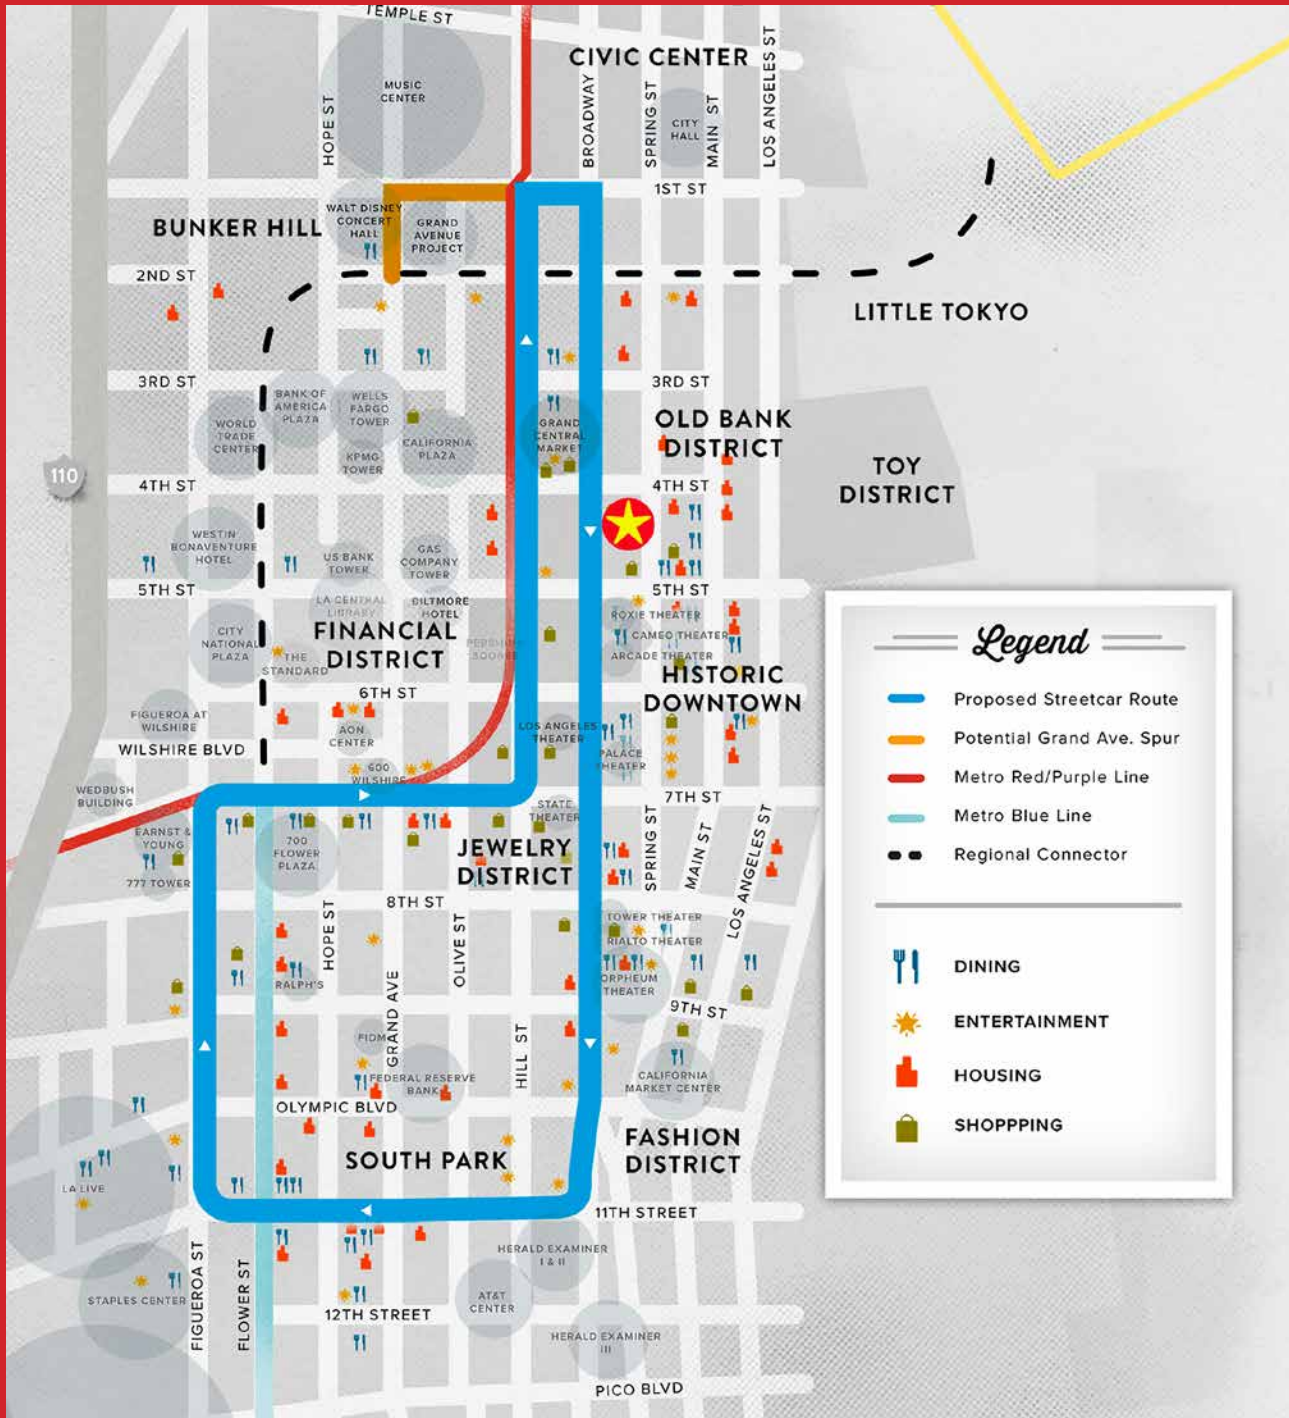 TEMPLE ST
CIVIC CENTER
MUSIC
CENTER
HOPE ST
BROADWAY
SPRING ST
CITY
HALL
MAIN ST
LOS ANGELES ST
1ST ST
BUNKER HILL
WALT DISNEY
CONCERT
HALL
GRAND
AVENUE
PROJECT
2ND ST
LITTLE TOKYO
3RD ST
3RD ST
BANK OF
AMERICA
PLAZA
WELLS
FARGO
TOWER
WORLD
TRADE
CENTER
CALIFORNIA
PLAZA
KPMG
TOWER
GRAND
CENTRAL
MARKET
OLD BANK
DISTRICT
TOY
DISTRICT
110
4TH ST
4TH ST
WESTIN
BONAVENTURE
HOTEL
US BANK
TOWER
GAS
COMPANY
TOWER
5TH ST
5TH ST
LA CENTRAL
LIBRARY
BILTMORE
HOTEL
ROXIE THEATER
CAMEO THEATER
ARCADE THEATER
CITY
NATIONAL
PLAZA
FINANCIAL
DISTRICT
THE
STANDARD
PERSHING
SQUARE
HISTORIC
DOWNTOWN
6TH ST
FIGUEROA AT
WILSHIRE
AON
CENTER
LOS ANGELES
THEATER
WILSHIRE BLVD
PALACE
THEATER
600
WILSHIRE
WEDBUSH
BUILDING
7TH ST
STATE
THEATER
EARNST &
YOUNG
700
FLOWER
PLAZA
JEWELRY
DISTRICT
777 TOWER
SPRING ST
MAIN ST
LOS ANGELES ST
8TH ST
HOPE ST
OLIVE ST
TOWER THEATER
RIALTO THEATER
ORPHEUM
THEATER
RALPH'S
9TH ST
GRAND AVE
FIDM
HILL ST
FEDERAL RESERVE
BANK
CALIFORNIA
MARKET CENTER
OLYMPIC BLVD
SOUTH PARK
FASHION
DISTRICT
LA LIVE
11TH STREET
HERALD EXAMINER
I & II
STAPLES CENTER
FIGUEROA ST
FLOWER ST
AT&T
CENTER
12TH STREET
HERALD EXAMINER
III
PICO BLVD
Legend
Proposed Streetcar Route
Potential Grand Ave. Spur
Metro Red/Purple Line
Metro Blue Line
Regional Connector
DINING
ENTERTAINMENT
HOUSING
SHOPPPING